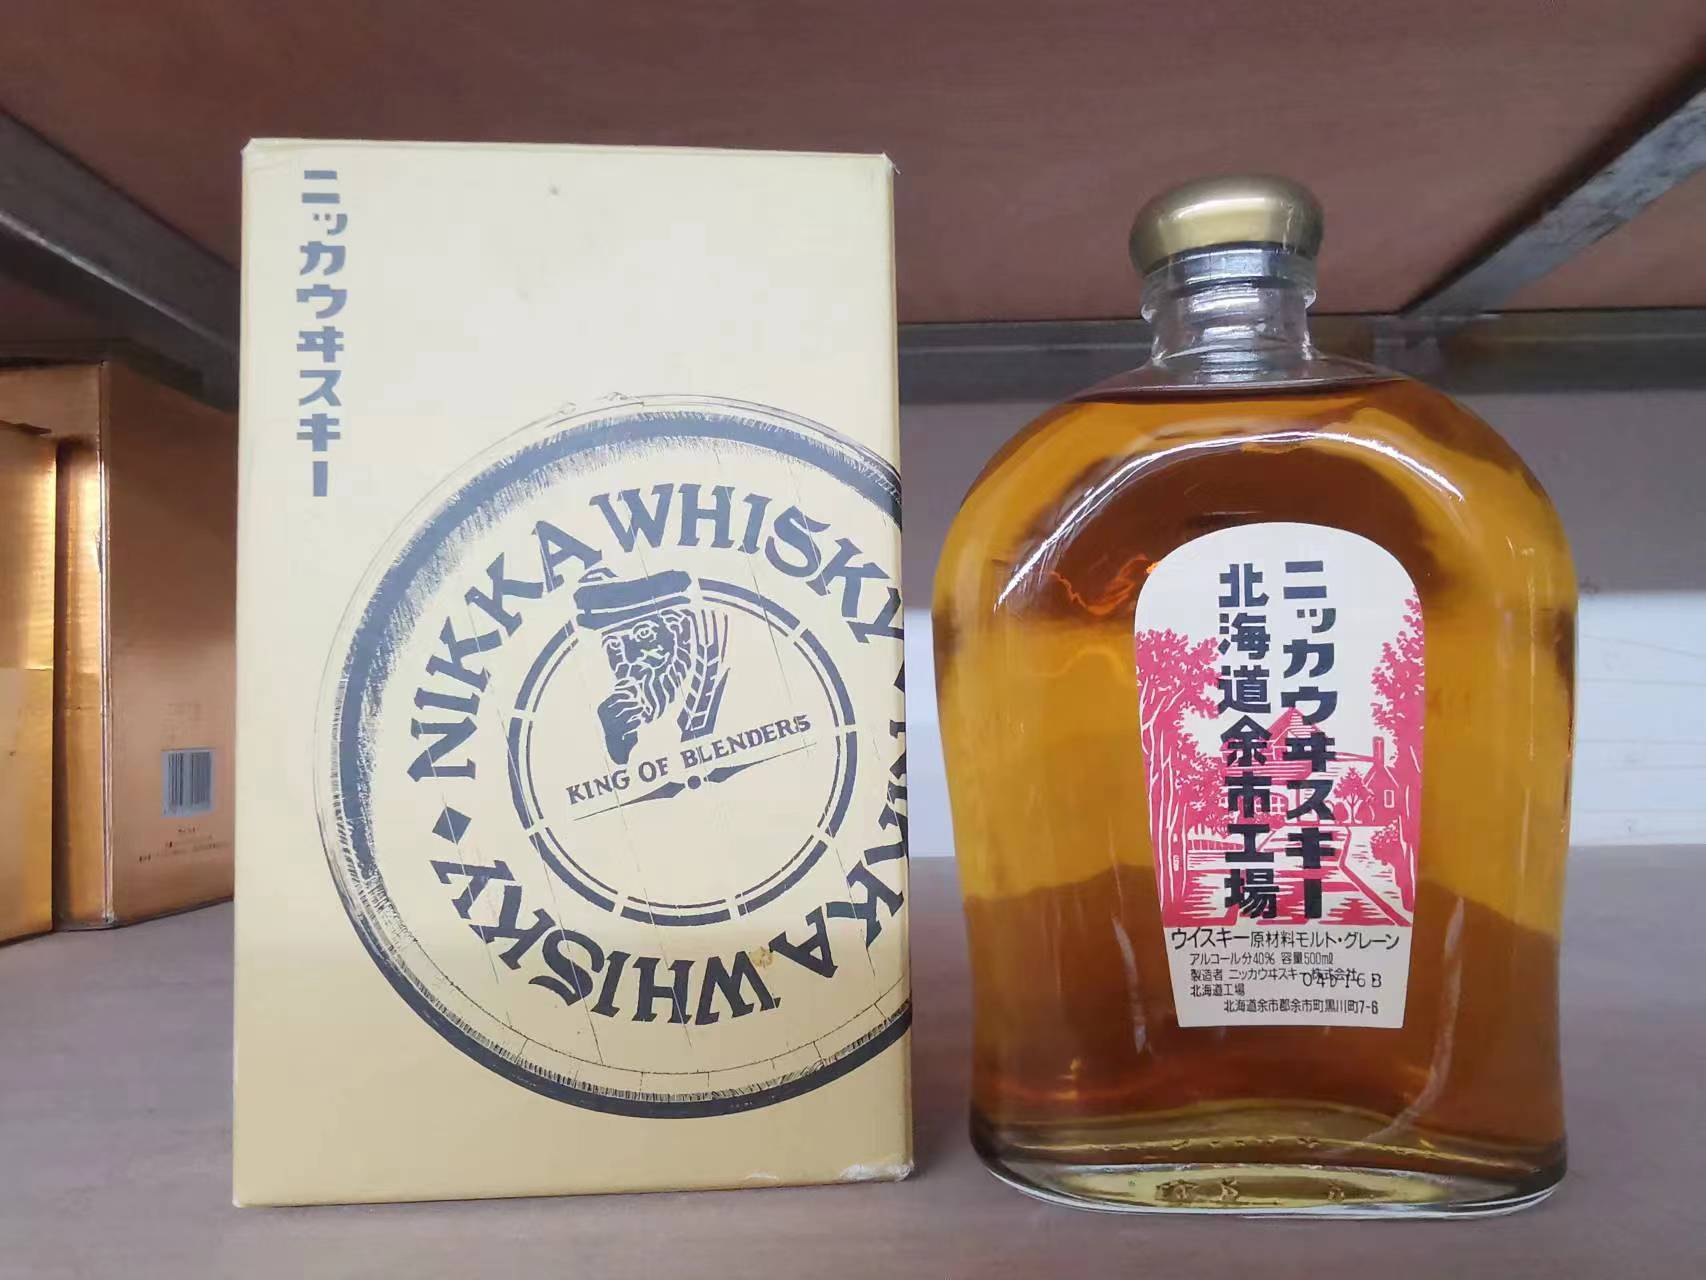 ニッカウヰスキー
NIKKA WHISKY
NIKKA WHISKY
KING OF BLENDERS
ニッカウヰスキー
北海道余市工場
ウイスキー原材料モルト・グレーン
アルコール分40% 容量500mℓ
製造者 ニッカウヰスキー株式会社
北海道工場
北海道余市郡余市町黒川町7-6